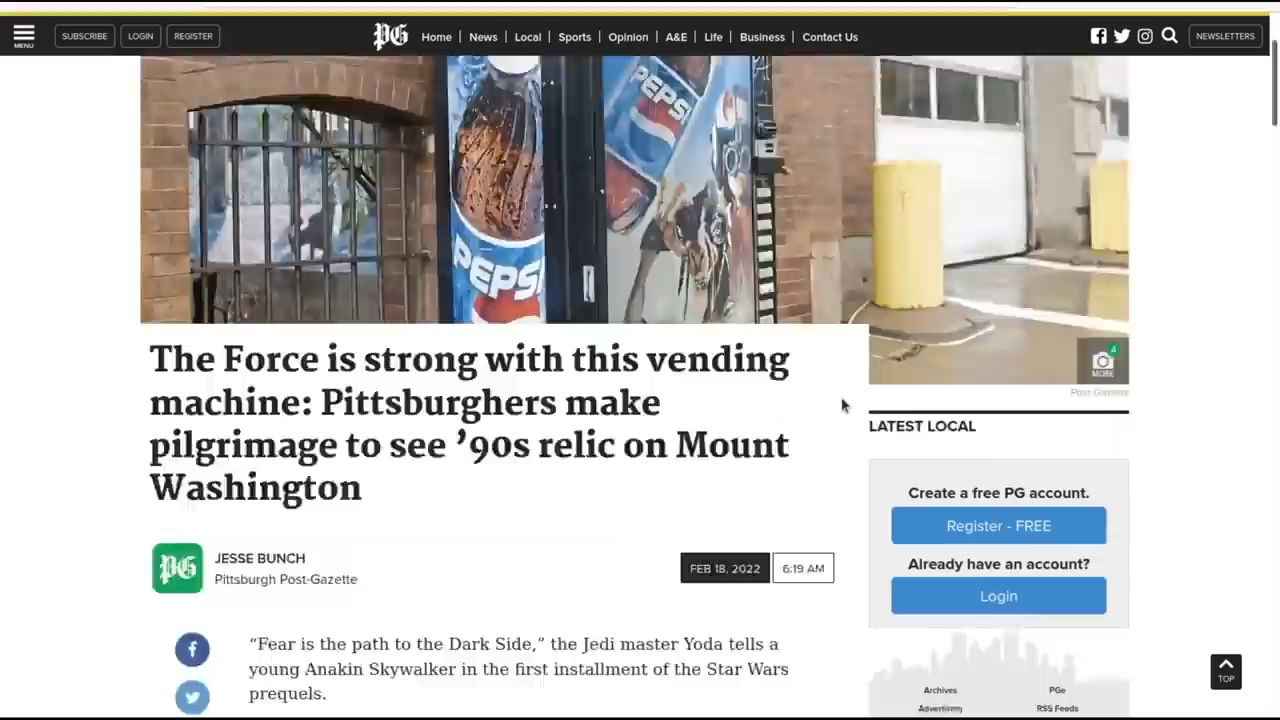 MENU
SUBSCRIBE
LOGIN
REGISTER
PG
Home | News | Local | Sports | Opinion | A&E | Life | Business | Contact Us
NEWSLETTERS
PEPSI
PEPSI
4
MORE
Post-Gazette
The Force is strong with this vending
machine: Pittsburghers make
pilgrimage to see ’90s relic on Mount
Washington
PG
JESSE BUNCH
Pittsburgh Post-Gazette
FEB 18, 2022
6:19 AM
“Fear is the path to the Dark Side,” the Jedi master Yoda tells a
young Anakin Skywalker in the first installment of the Star Wars
prequels.
LATEST LOCAL
Create a free PG account.
Register - FREE
Already have an account?
Login
Archives
PGe
Advertising
RSS Feeds
TOP